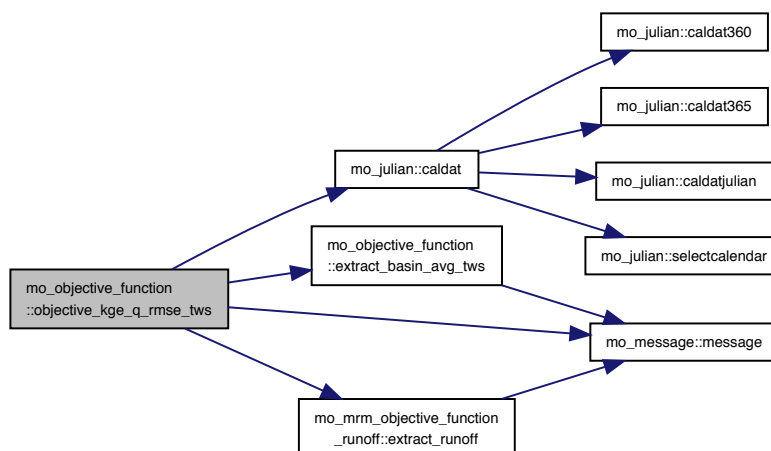 mo_julian::caldat360
mo_julian::caldat365
mo_julian::caldat
mo_julian::caldatjulian
mo_objective_function
::extract_basin_avg_tws
mo_julian::selectcalendar
mo_objective_function
::objective_kge_q_rmse_tws
mo_message::message
mo_mrm_objective_function
_runoff::extract_runoff